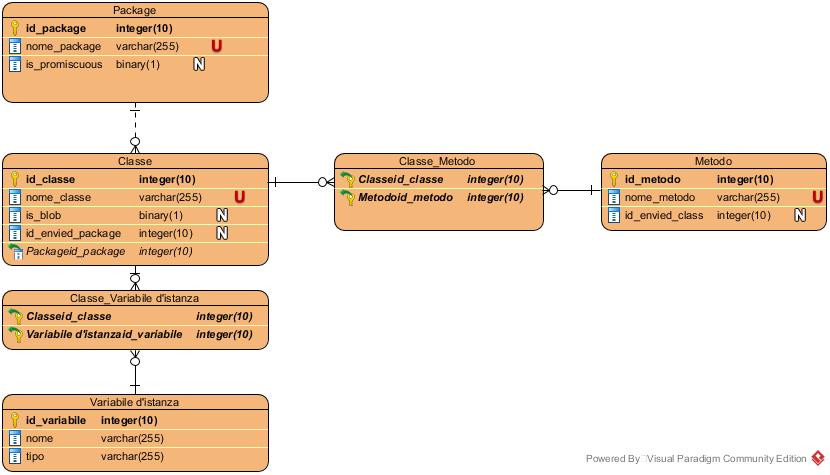 Package
id_package integer(10)
nome_package varchar(255) U
is_promiscuous binary(1) N
Classe
id_classe integer(10)
nome_classe varchar(255) U
is_blob binary(1) N
id_envied_package integer(10) N
Packageid_package integer(10)
Classe_Metodo
Classeid_classe integer(10)
Metodoid_metodo integer(10)
Metodo
id_metodo integer(10)
nome_metodo varchar(255) U
id_envied_class integer(10) N
Classe_Variabile d'istanza
Classeid_classe integer(10)
Variabile d'istanzaid_variabile integer(10)
Variabile d'istanza
id_variabile integer(10)
nome varchar(255)
tipo varchar(255)
Powered By Visual Paradigm Community Edition